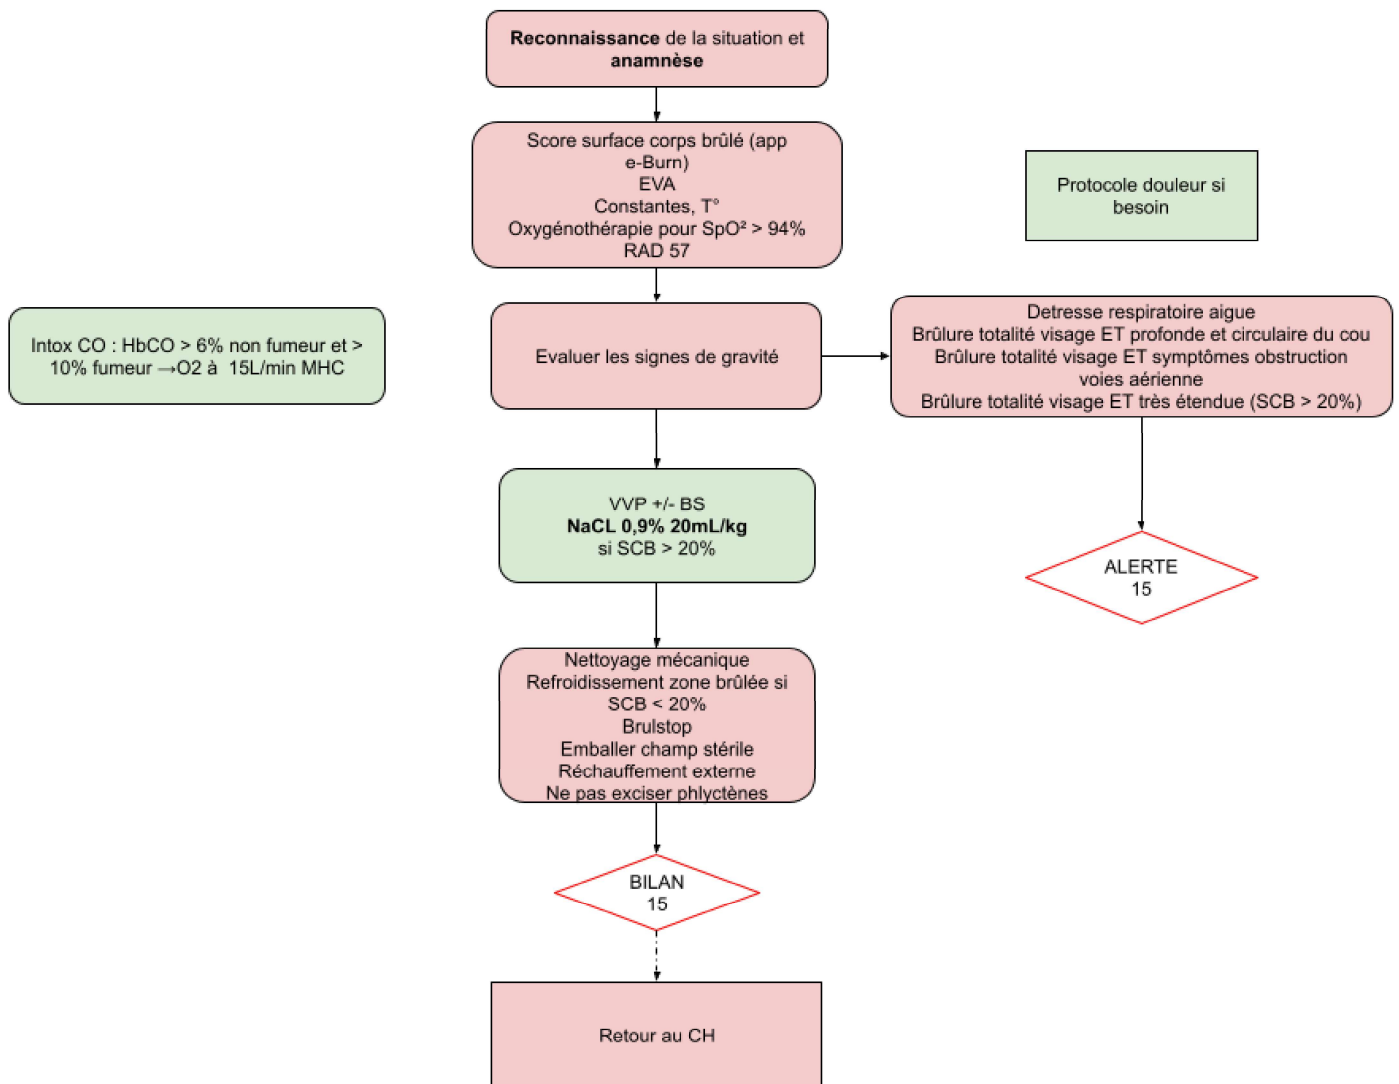 Reconnaissance de la situation et
anamnèse
Score surface corps brûlé (app
e-Burn)
EVA
Constantes, T°
Oxygénothérapie pour SpO² > 94%
RAD 57
Protocole douleur si
besoin
Intox CO : HbCO > 6% non fumeur et >
10% fumeur →O2 à 15L/min MHC
Evaluer les signes de gravité
Detresse respiratoire aigue
Brûlure totalité visage ET profonde et circulaire du cou
Brûlure totalité visage ET symptômes obstruction
voies aérienne
Brûlure totalité visage ET très étendue (SCB > 20%)
VVP +/- BS
NaCL 0,9% 20mL/kg
si SCB > 20%
ALERTE
15
Nettoyage mécanique
Refroidissement zone brûlée si
SCB < 20%
Brulstop
Emballer champ stérile
Réchauffement externe
Ne pas exciser phlyctènes
BILAN
15
Retour au CH